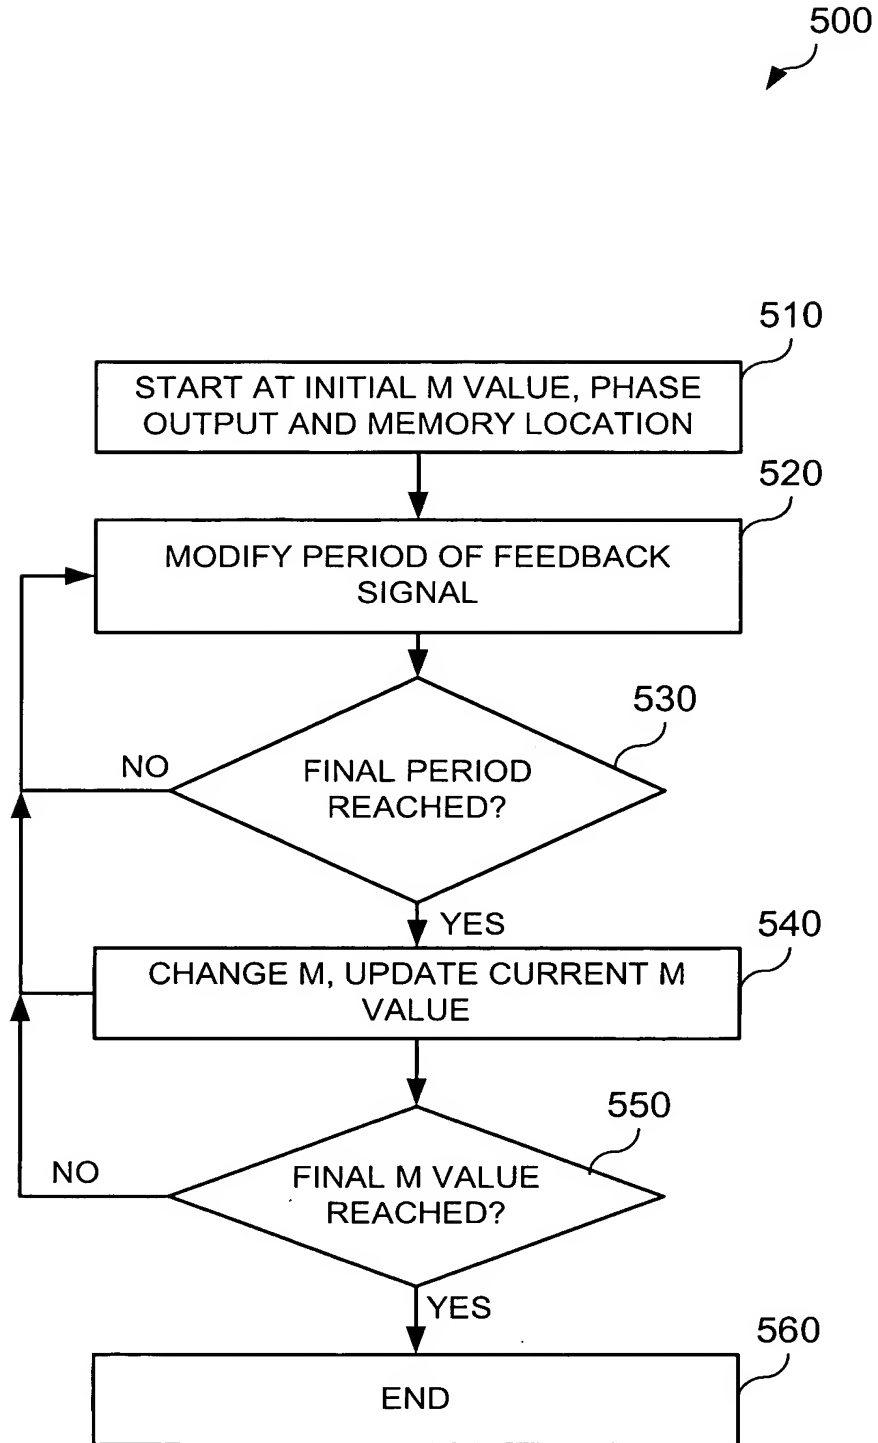 500
510
START AT INITIAL M VALUE, PHASE
OUTPUT AND MEMORY LOCATION
520
MODIFY PERIOD OF FEEDBACK
SIGNAL
530
NO
FINAL PERIOD
REACHED?
YES
540
CHANGE M, UPDATE CURRENT M
VALUE
550
NO
FINAL M VALUE
REACHED?
YES
560
END